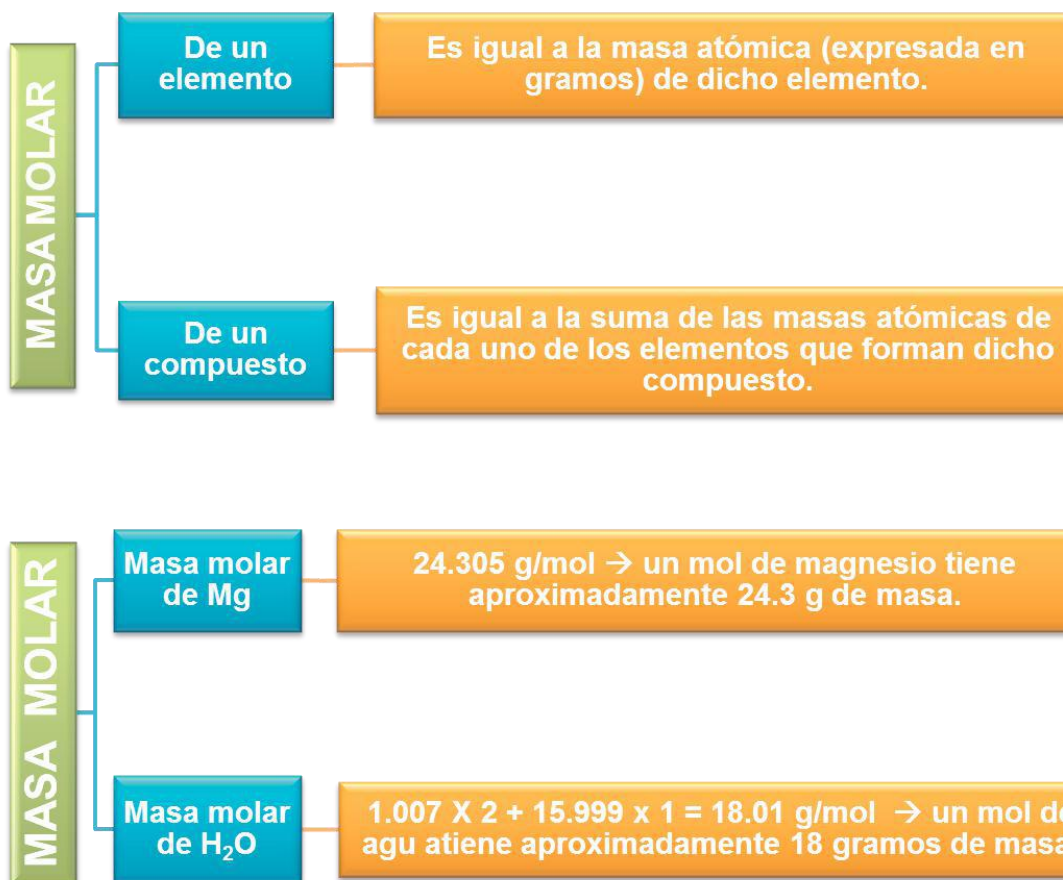 MASA MOLAR
De un
elemento
Es igual a la masa atómica (expresada en
gramos) de dicho elemento.
De un
compuesto
Es igual a la suma de las masas atómicas de
cada uno de los elementos que forman dicho
compuesto.
MASA MOLAR
Masa molar
de Mg
24.305 g/mol → un mol de magnesio tiene
aproximadamente 24.3 g de masa.
Masa molar
de H₂O
1.007 X 2 + 15.999 x 1 = 18.01 g/mol → un mol de
agu atiene aproximadamente 18 gramos de masa